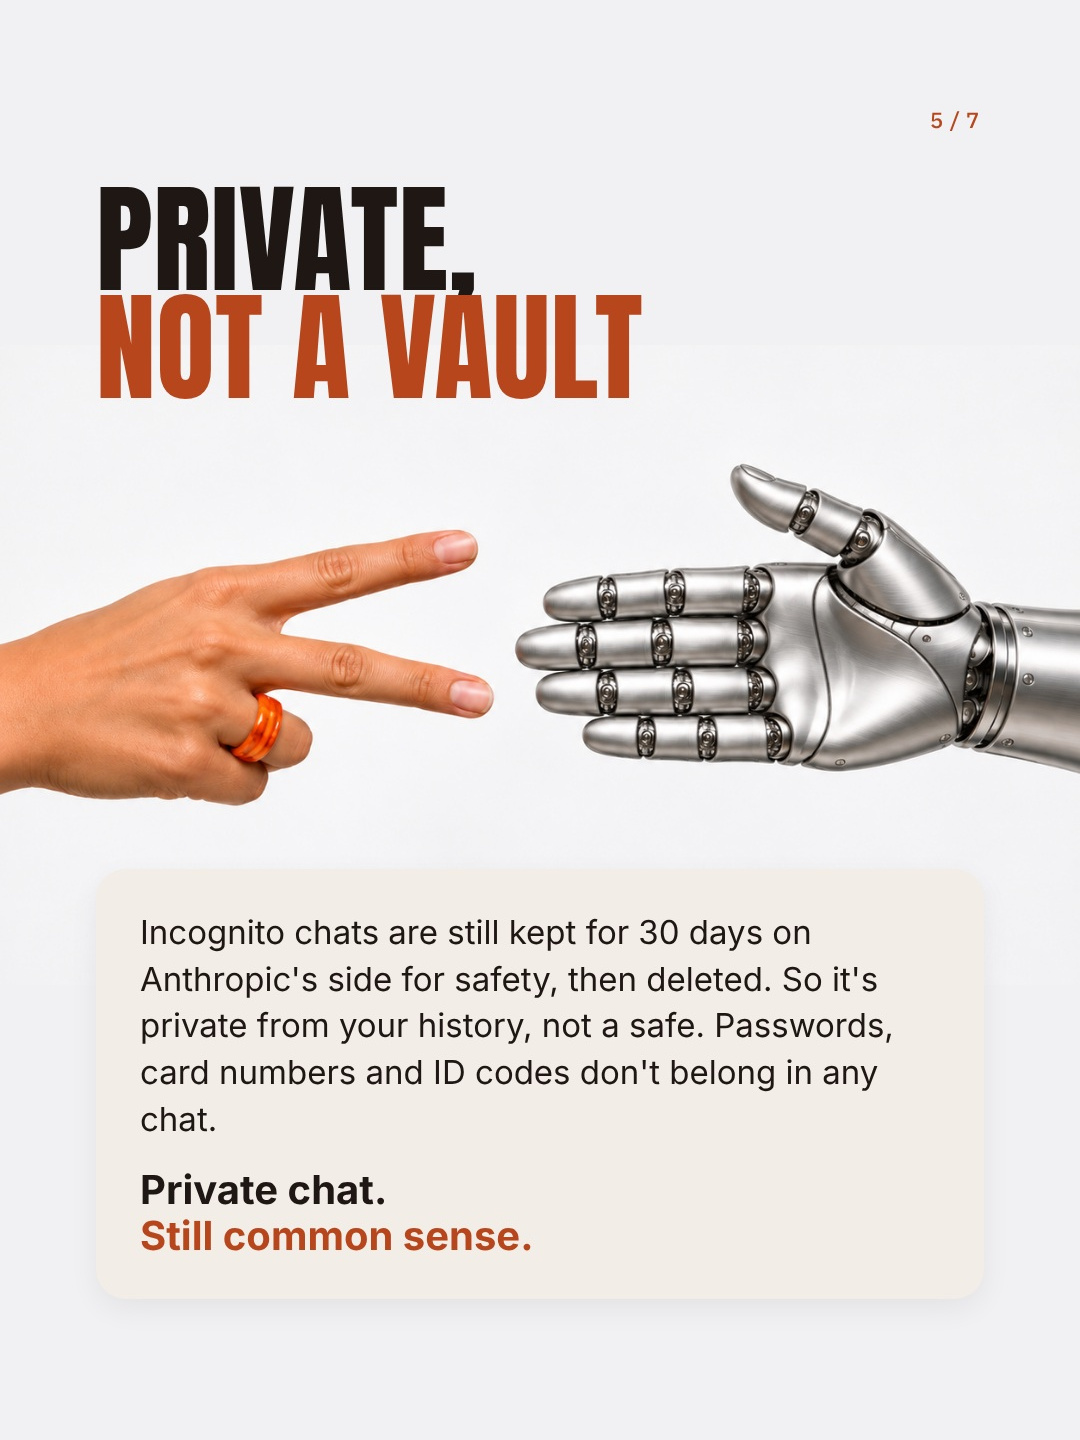 5 / 7
PRIVATE,
NOT A VAULT
Incognito chats are still kept for 30 days on
Anthropic's side for safety, then deleted. So it's
private from your history, not a safe. Passwords,
card numbers and ID codes don't belong in any
chat.
Private chat.
Still common sense.